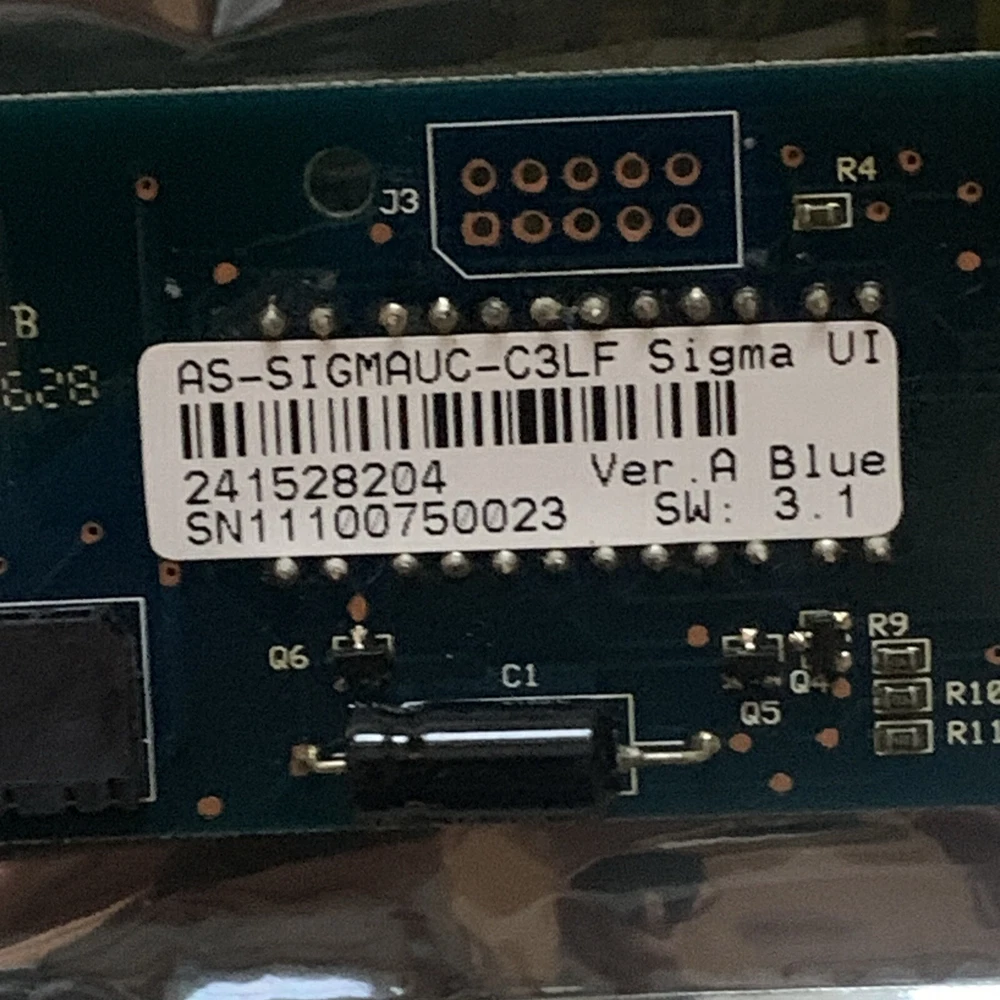 J3
R4
_B
628
AS-SIGMAUC-C3LF Sigma UI
241528204 Ver.A Blue
SN11100750023 SW: 3.1
Q6
C1
Q5
Q4
R9
R10
R11